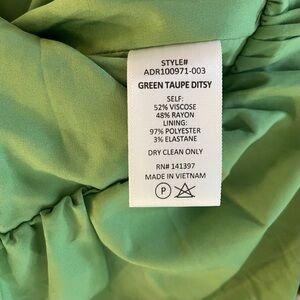 STYLE#
ADR100971-003
GREEN TAUPE DITSY
SELF:
52% VISCOSE
48% RAYON
LINING:
97% POLYESTER
3% ELASTANE
DRY CLEAN ONLY
RN# 141397
MADE IN VIETNAM
P